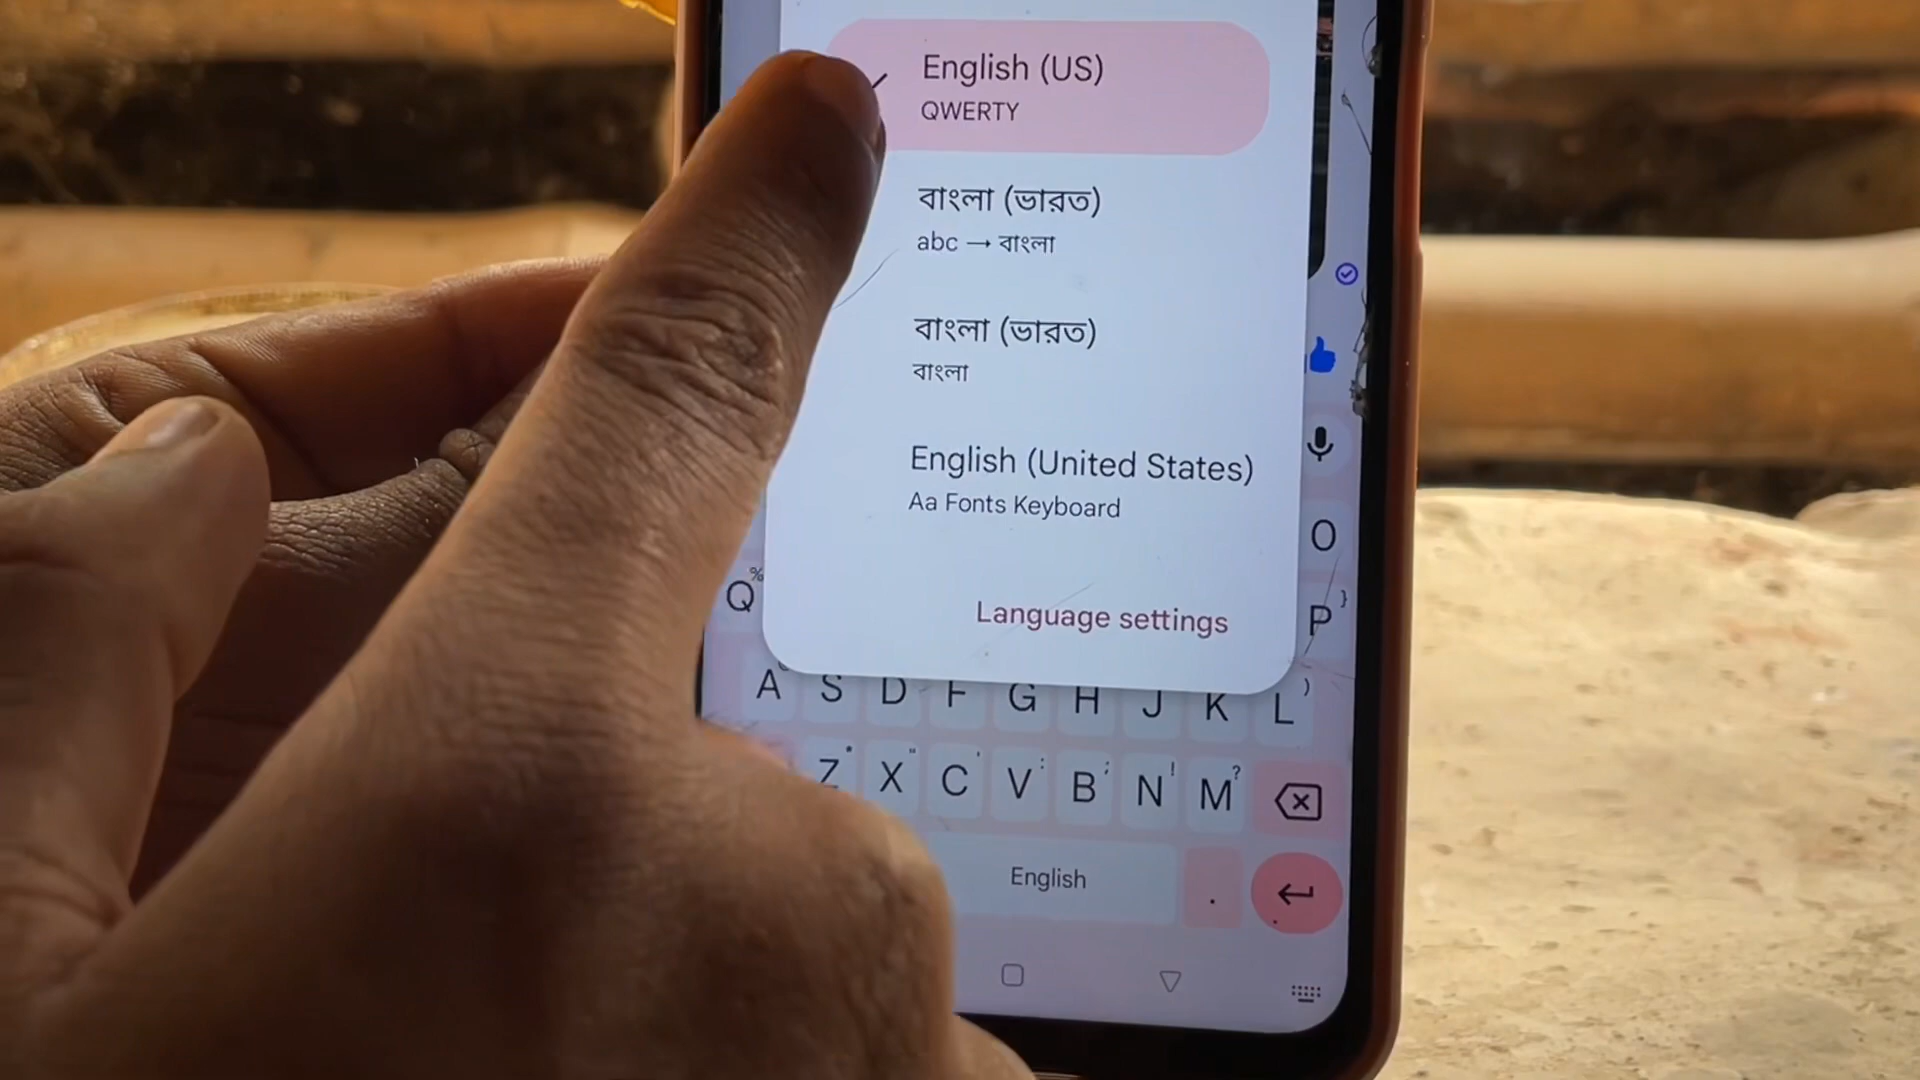 English (US)
QWERTY
বাংলা (ভারত)
abc → বাংলা
বাংলা (ভারত)
বাংলা
English (United States)
Aa Fonts Keyboard
Language settings
O
Q % P }
A S D F G H J K L )
Z * X " C ' V : B ; N ! M ?
English .